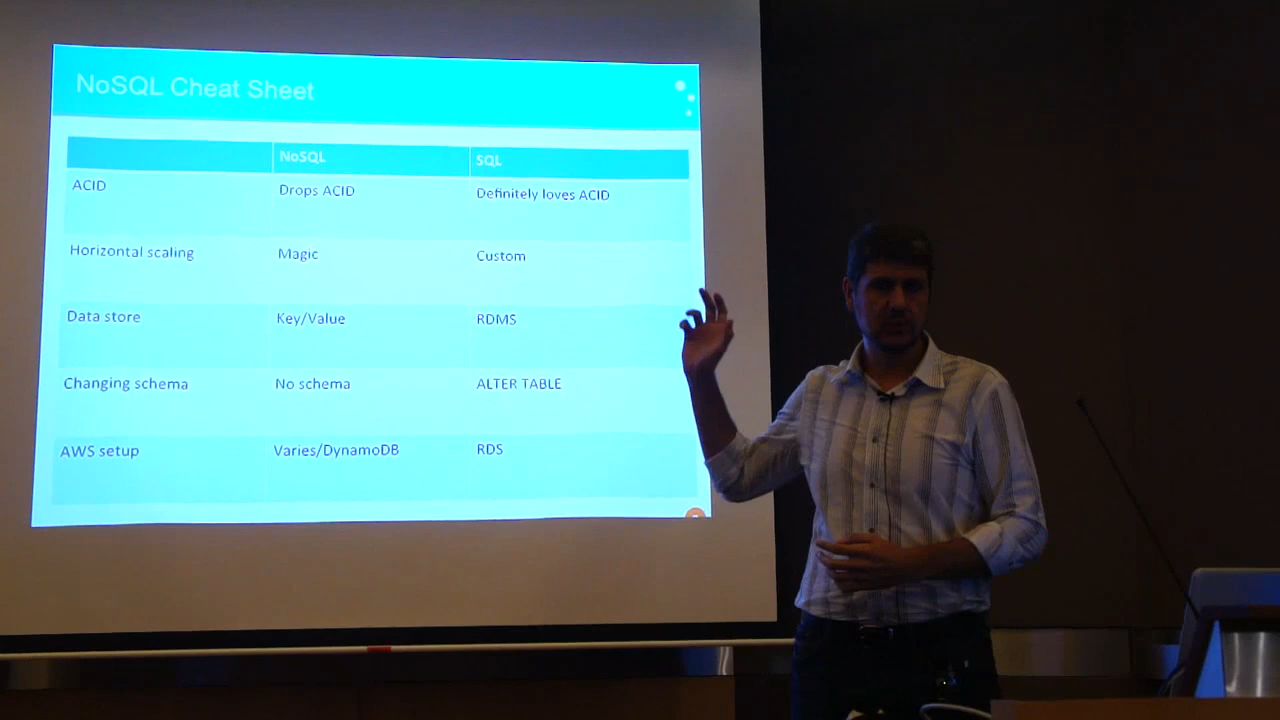 NoSQL Cheat Sheet
NoSQL SQL
ACID Drops ACID Definitely loves ACID
Horizontal scaling Magic Custom
Data store Key/Value RDMS
Changing schema No schema ALTER TABLE
AWS setup Varies/DynamoDB RDS